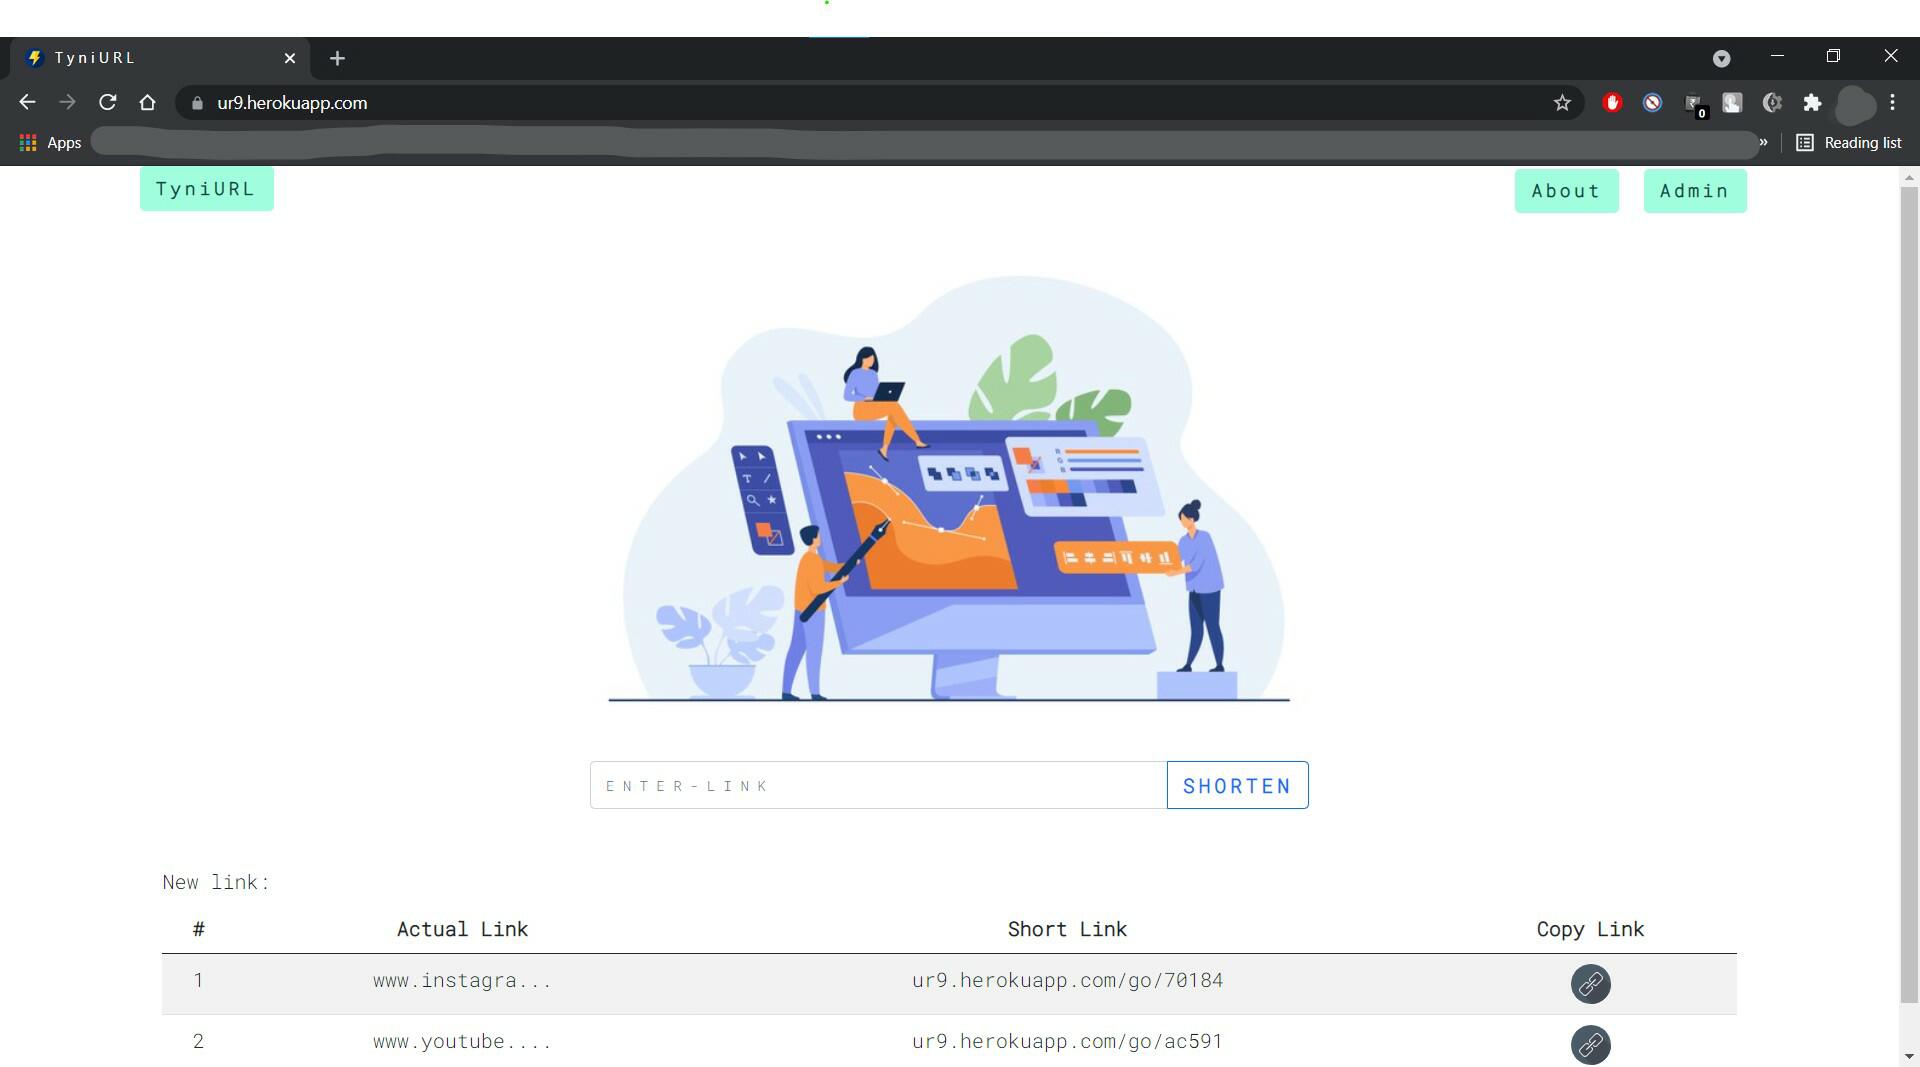 TyniURL
ur9.herokuapp.com
0
Apps
»
Reading list
TyniURL
About
Admin
T
R
G
B
ENTER-LINK
SHORTEN
New link:
# Actual Link Short Link Copy Link
1 www.instagra... ur9.herokuapp.com/go/70184
2 www.youtube.... ur9.herokuapp.com/go/ac591